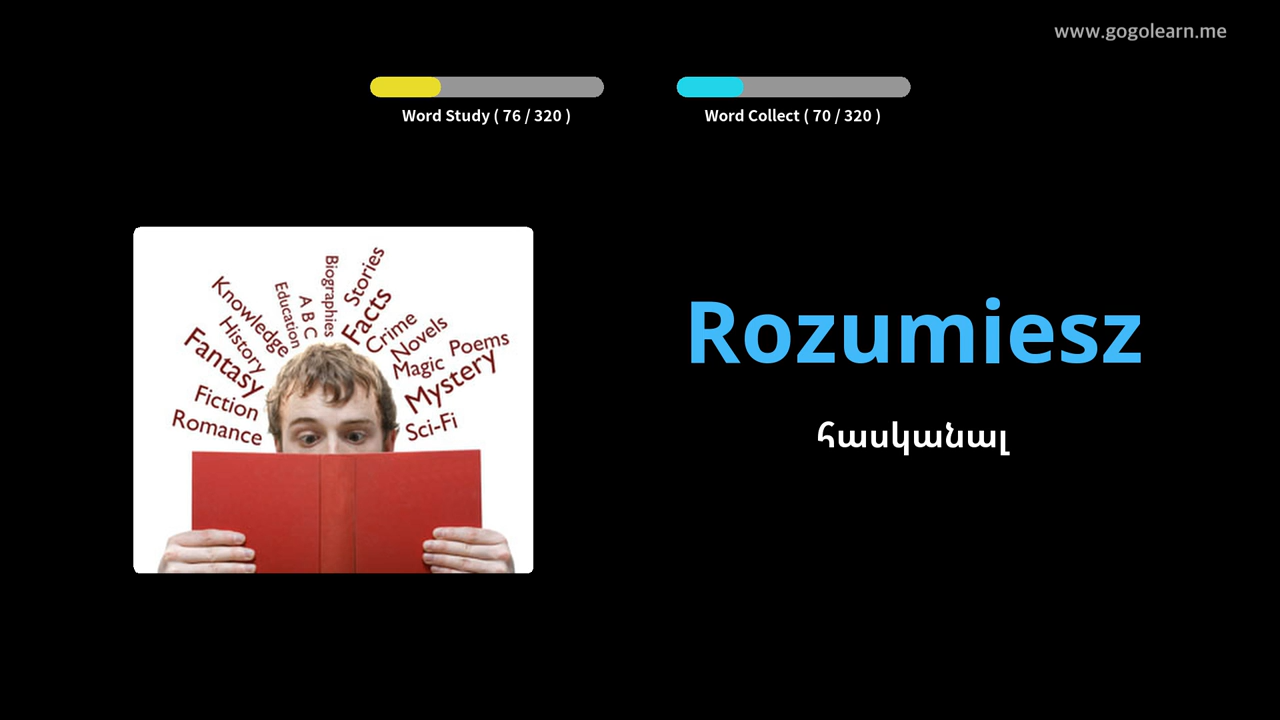 www.gogolearn.me
Word Study ( 76 / 320 )
Word Collect ( 70 / 320 )
Biographies
Stories
Education
A B C
Facts
Knowledge
Crime
History
Novels
Fantasy
Magic
Poems
Mystery
Fiction
Romance
Sci-Fi
Rozumiesz
հասկանալ